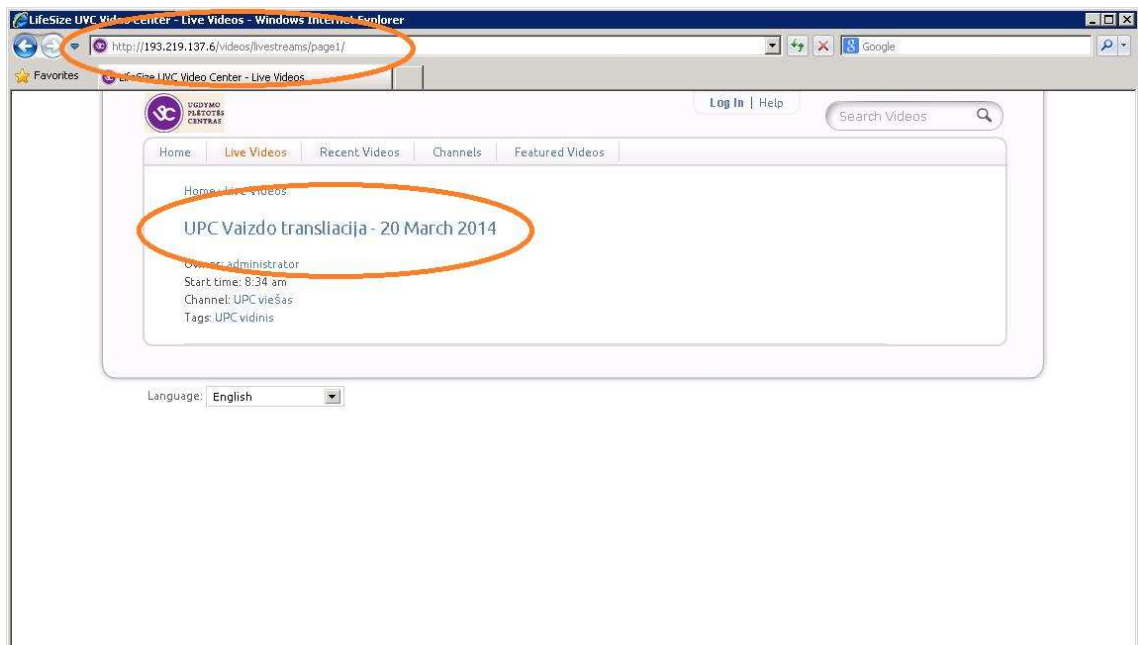 LifeSize UVC Video Center - Live Videos - Windows Internet Explorer
http://193.219.137.6/videos/livestreams/page1/
Google
Favorites
LifeSize UVC Video Center - Live Videos
UGDYMO
PLĖTOTĖS
CENTRAS
Log In | Help
Search Videos
Home
Live Videos
Recent Videos
Channels
Featured Videos
Home › Live Videos
UPC Vaizdo transliacija - 20 March 2014
Owner: administrator
Start time: 8:34 am
Channel: UPC viešas
Tags: UPC vidinis
Language: English